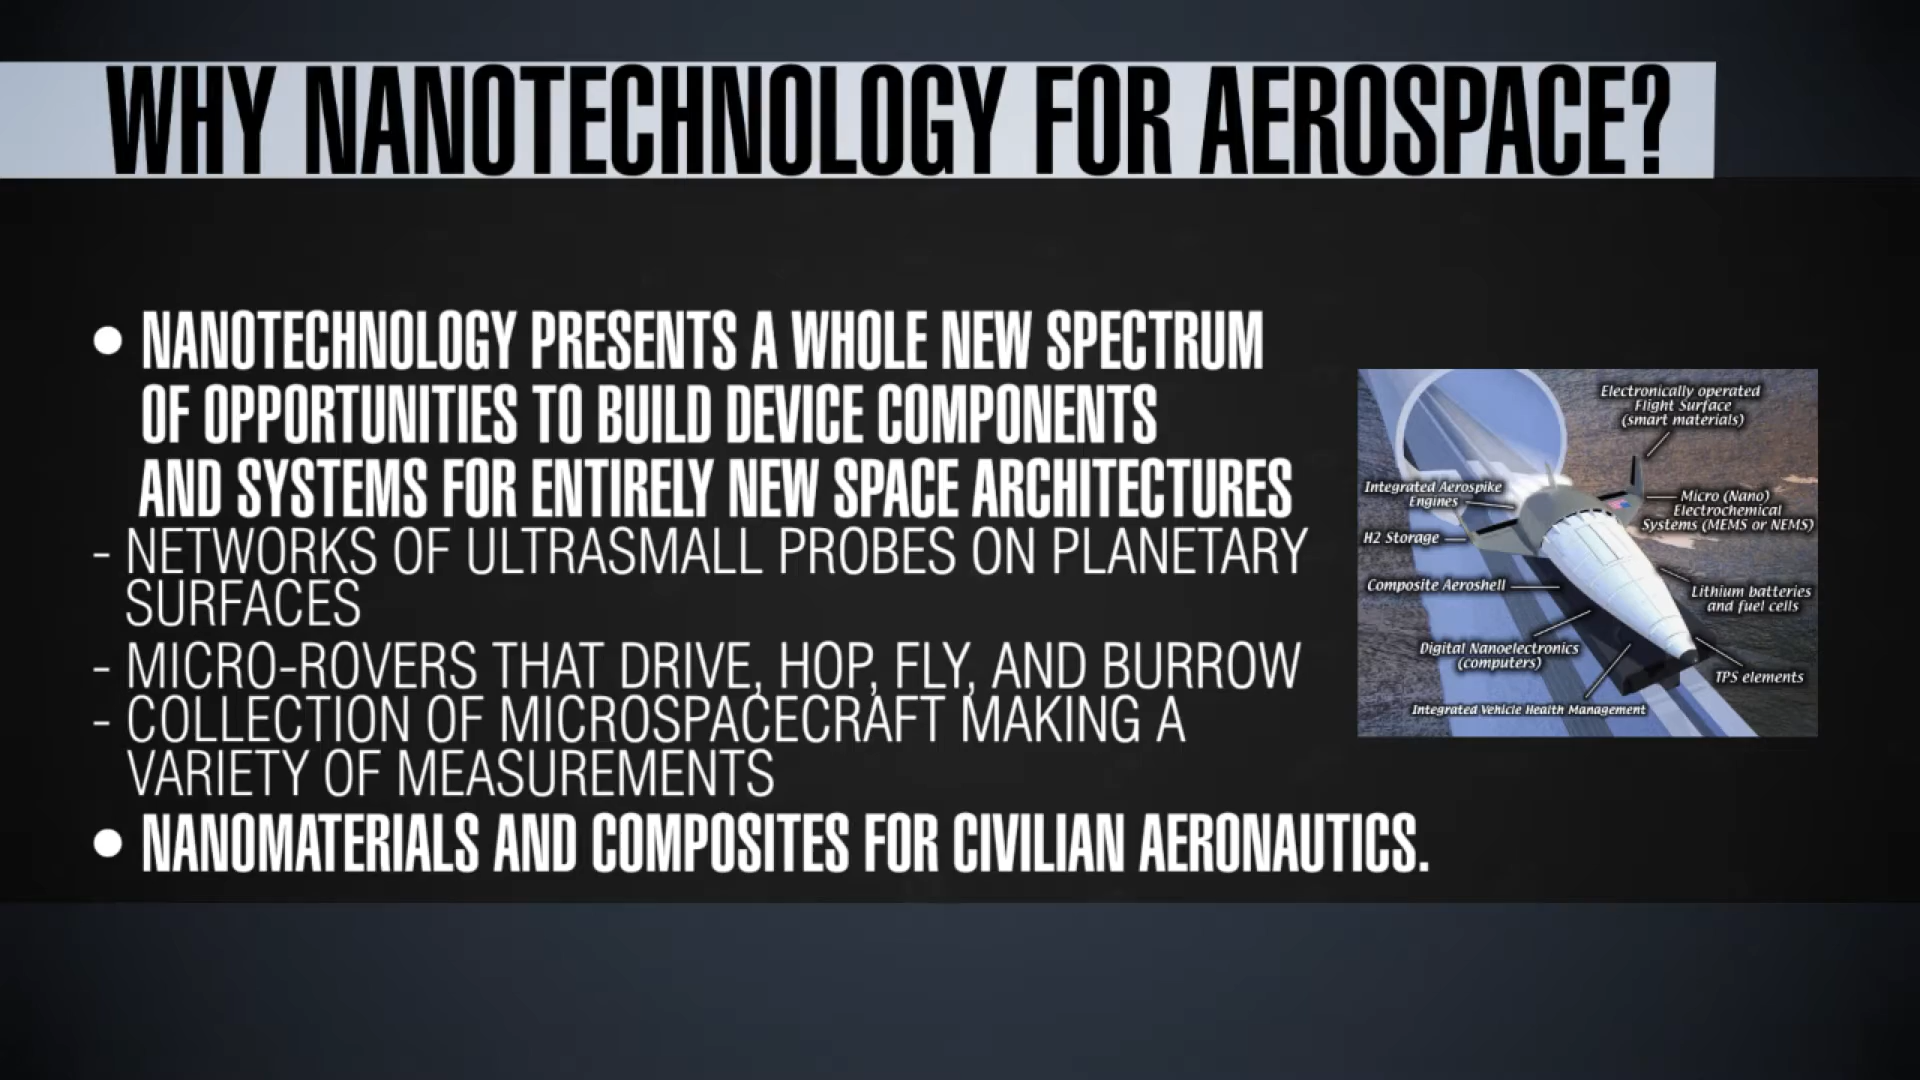 WHY NANOTECHNOLOGY FOR AEROSPACE?
• NANOTECHNOLOGY PRESENTS A WHOLE NEW SPECTRUM
OF OPPORTUNITIES TO BUILD DEVICE COMPONENTS
AND SYSTEMS FOR ENTIRELY NEW SPACE ARCHITECTURES
- NETWORKS OF ULTRASMALL PROBES ON PLANETARY
SURFACES
- MICRO-ROVERS THAT DRIVE, HOP, FLY, AND BURROW
- COLLECTION OF MICROSPACECRAFT MAKING A
VARIETY OF MEASUREMENTS
• NANOMATERIALS AND COMPOSITES FOR CIVILIAN AERONAUTICS.
Electronically operated
Flight Surface
(smart materials)
Integrated Aerospike
Engines
Micro (Nano)
Electrochemical
Systems (MEMS or NEMS)
H2 Storage
Composite Aeroshell
Lithium batteries
and fuel cells
Digital Nanoelectronics
(computers)
TPS elements
Integrated Vehicle Health Management